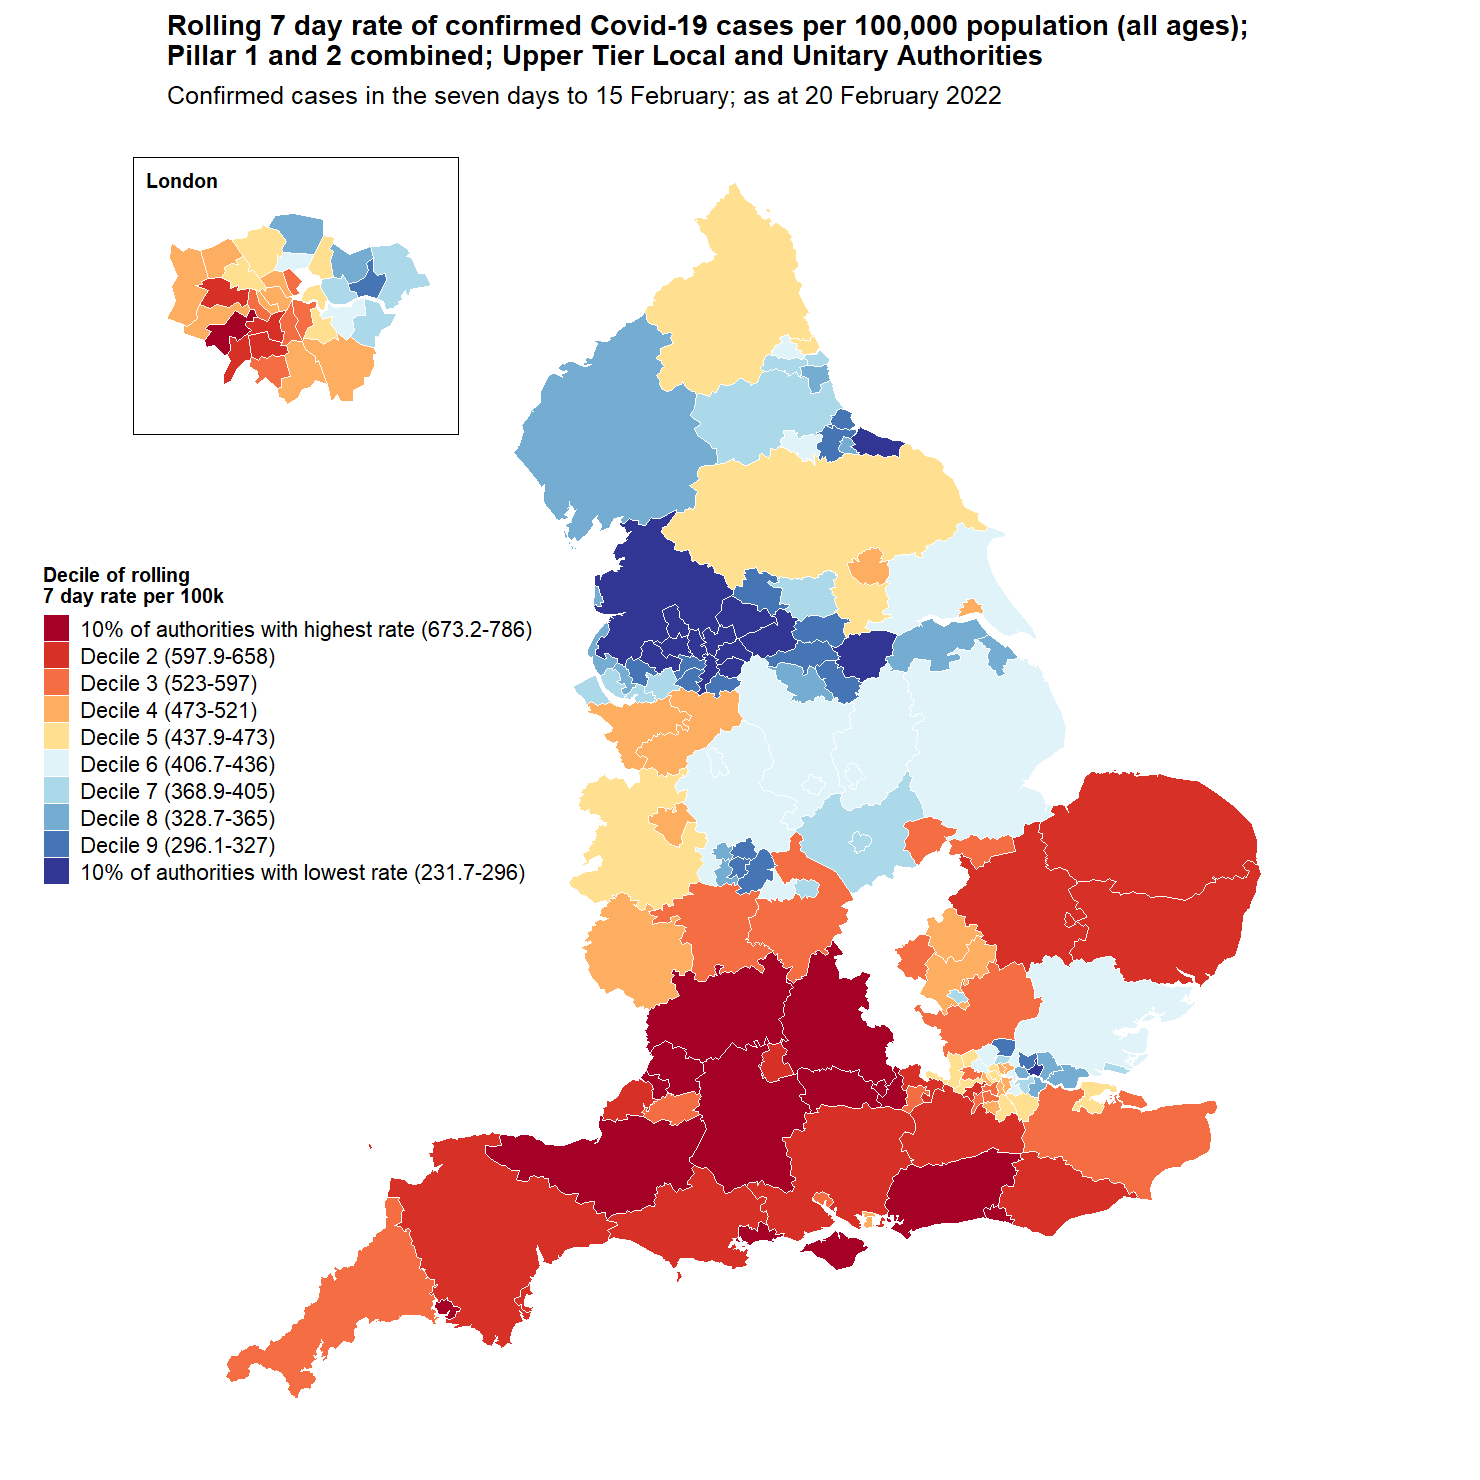 Rolling 7 day rate of confirmed Covid-19 cases per 100,000 population (all ages);
Pillar 1 and 2 combined; Upper Tier Local and Unitary Authorities
Confirmed cases in the seven days to 15 February; as at 20 February 2022
London
Decile of rolling
7 day rate per 100k
10% of authorities with highest rate (673.2-786)
Decile 2 (597.9-658)
Decile 3 (523-597)
Decile 4 (473-521)
Decile 5 (437.9-473)
Decile 6 (406.7-436)
Decile 7 (368.9-405)
Decile 8 (328.7-365)
Decile 9 (296.1-327)
10% of authorities with lowest rate (231.7-296)